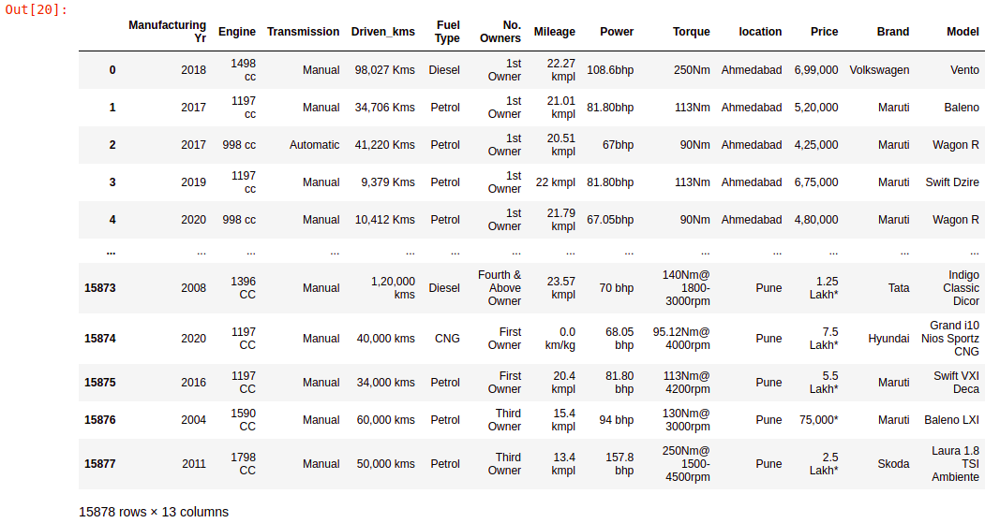 Out[20]:
Manufacturing Yr Engine Transmission Driven_kms Fuel Type No. Owners Mileage Power Torque location Price Brand Model
0 2018 1498 cc Manual 98,027 Kms Diesel 1st Owner 22.27 kmpl 108.6bhp 250Nm Ahmedabad 6,99,000 Volkswagen Vento
1 2017 1197 cc Manual 34,706 Kms Petrol 1st Owner 21.01 kmpl 81.80bhp 113Nm Ahmedabad 5,20,000 Maruti Baleno
2 2017 998 cc Automatic 41,220 Kms Petrol 1st Owner 20.51 kmpl 67bhp 90Nm Ahmedabad 4,25,000 Maruti Wagon R
3 2019 1197 cc Manual 9,379 Kms Petrol 1st Owner 22 kmpl 81.80bhp 113Nm Ahmedabad 6,75,000 Maruti Swift Dzire
4 2020 998 cc Manual 10,412 Kms Petrol 1st Owner 21.79 kmpl 67.05bhp 90Nm Ahmedabad 4,80,000 Maruti Wagon R
... ... ... ... ... ... ... ... ... ... ... ... ... ...
15873 2008 1396 CC Manual 1,20,000 kms Diesel Fourth & Above Owner 23.57 kmpl 70 bhp 140Nm@ 1800-3000rpm Pune 1.25 Lakh* Tata Indigo Classic Dicor
15874 2020 1197 CC Manual 40,000 kms CNG First Owner 0.0 km/kg 68.05 bhp 95.12Nm@ 4000rpm Pune 7.5 Lakh* Hyundai Grand i10 Nios Sportz CNG
15875 2016 1197 CC Manual 34,000 kms Petrol First Owner 20.4 kmpl 81.80 bhp 113Nm@ 4200rpm Pune 5.5 Lakh* Maruti Swift VXI Deca
15876 2004 1590 CC Manual 60,000 kms Petrol Third Owner 15.4 kmpl 94 bhp 130Nm@ 3000rpm Pune 75,000* Maruti Baleno LXI
15877 2011 1798 CC Manual 50,000 kms Petrol Third Owner 13.4 kmpl 157.8 bhp 250Nm@ 1500-4500rpm Pune 2.5 Lakh* Skoda Laura 1.8 TSI Ambiente
15878 rows × 13 columns